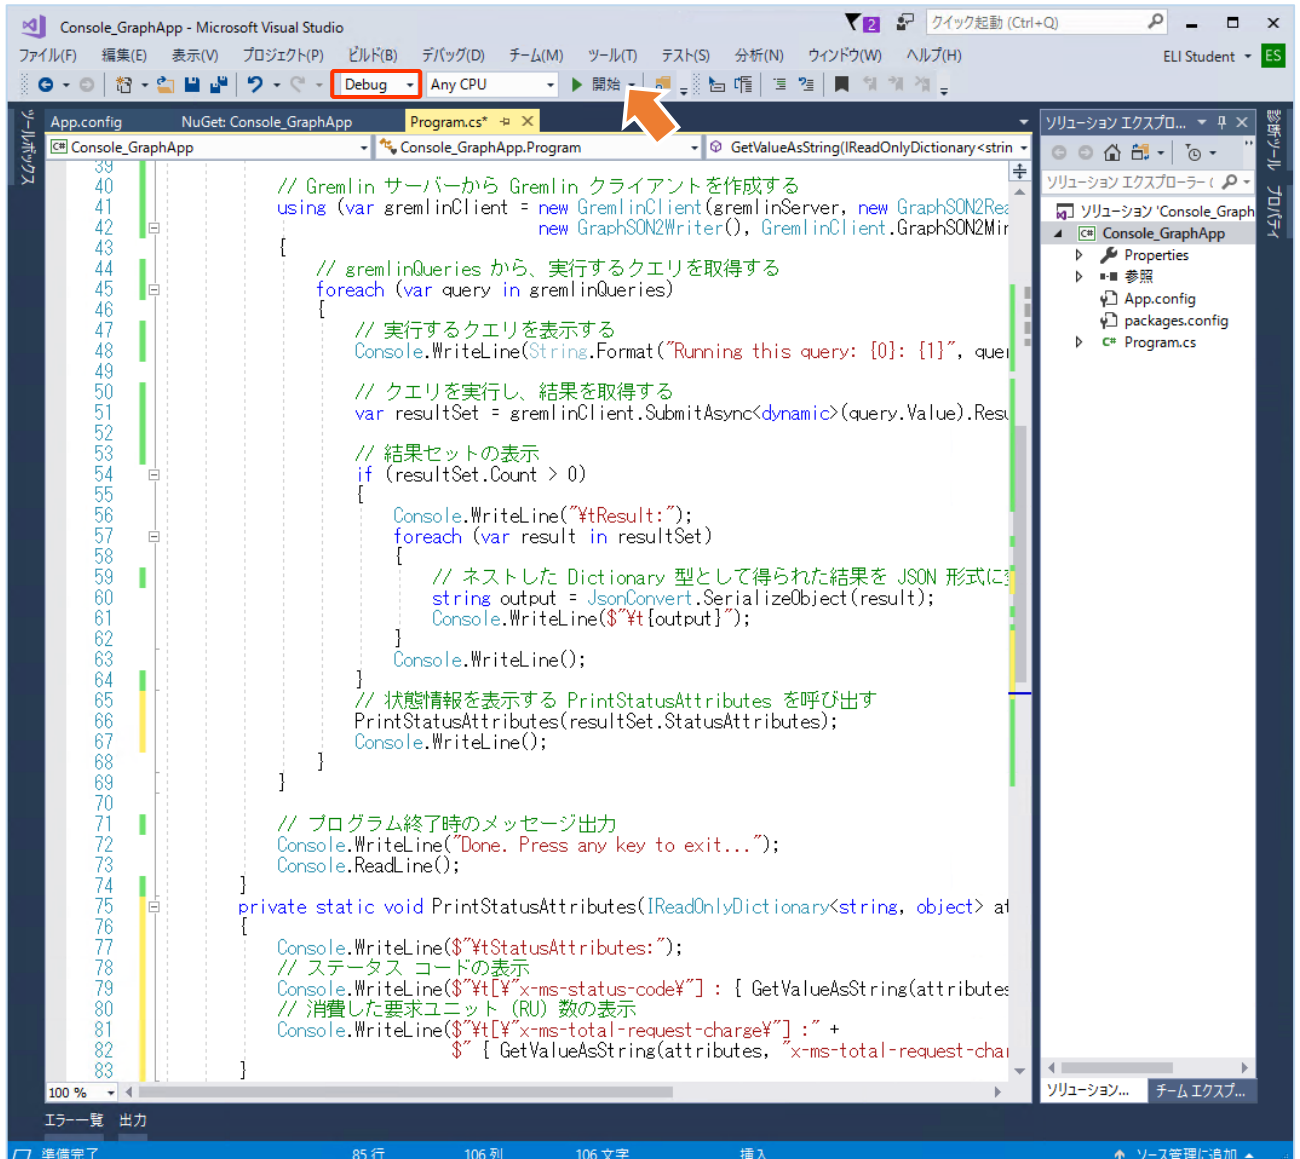 Console_GraphApp - Microsoft Visual Studio
2
クイック起動 (Ctrl+Q)
ファイル(F) 編集(E) 表示(V) プロジェクト(P) ビルド(B) デバッグ(D) チーム(M) ツール(T) テスト(S) 分析(N) ウィンドウ(W) ヘルプ(H)
ELI Student ES
Debug Any CPU 開始
ツールボックス
App.config NuGet: Console_GraphApp Program.cs*
Console_GraphApp Console_GraphApp.Program GetValueAsString(IReadOnlyDictionary<strin
39
40 // Gremlin サーバーから Gremlin クライアントを作成する
41 using (var gremlinClient = new GremlinClient(gremlinServer, new GraphSON2Rea
42 new GraphSON2Writer(), GremlinClient.GraphSON2Mim
43 {
44 // gremlinQueries から、実行するクエリを取得する
45 foreach (var query in gremlinQueries)
46 {
47 // 実行するクエリを表示する
48 Console.WriteLine(String.Format("Running this query: {0}: {1}", quer
49
50 // クエリを実行し、結果を取得する
51 var resultSet = gremlinClient.SubmitAsync<dynamic>(query.Value).Resu
52
53 // 結果セットの表示
54 if (resultSet.Count > 0)
55 {
56 Console.WriteLine("¥tResult:");
57 foreach (var result in resultSet)
58 {
59 // ネストした Dictionary 型として得られた結果を JSON 形式に
60 string output = JsonConvert.SerializeObject(result);
61 Console.WriteLine($"¥t{output}");
62 }
63 Console.WriteLine();
64 }
65 // 状態情報を表示する PrintStatusAttributes を呼び出す
66 PrintStatusAttributes(resultSet.StatusAttributes);
67 Console.WriteLine();
68 }
69 }
70
71 // プログラム終了時のメッセージ出力
72 Console.WriteLine("Done. Press any key to exit...");
73 Console.ReadLine();
74 }
75 private static void PrintStatusAttributes(IReadOnlyDictionary<string, object> at
76 {
77 Console.WriteLine($"¥tStatusAttributes:");
78 // ステータス コードの表示
79 Console.WriteLine($"¥t[¥"x-ms-status-code¥"] : { GetValueAsString(attributes
80 // 消費した要求ユニット (RU) 数の表示
81 Console.WriteLine($"¥t[¥"x-ms-total-request-charge¥"] :" +
82 $" { GetValueAsString(attributes, "x-ms-total-request-char
83 }
100 %
ソリューション エクスプロ...
ソリューション エクスプローラー (
ソリューション 'Console_Graph
C# Console_GraphApp
Properties
参照
App.config
packages.config
C# Program.cs
ソリューション... チーム エクスプ...
診断ツール プロパティ
エラー一覧 出力
準備完了 85 行 106 列 106 文字 挿入 ソース管理に追加